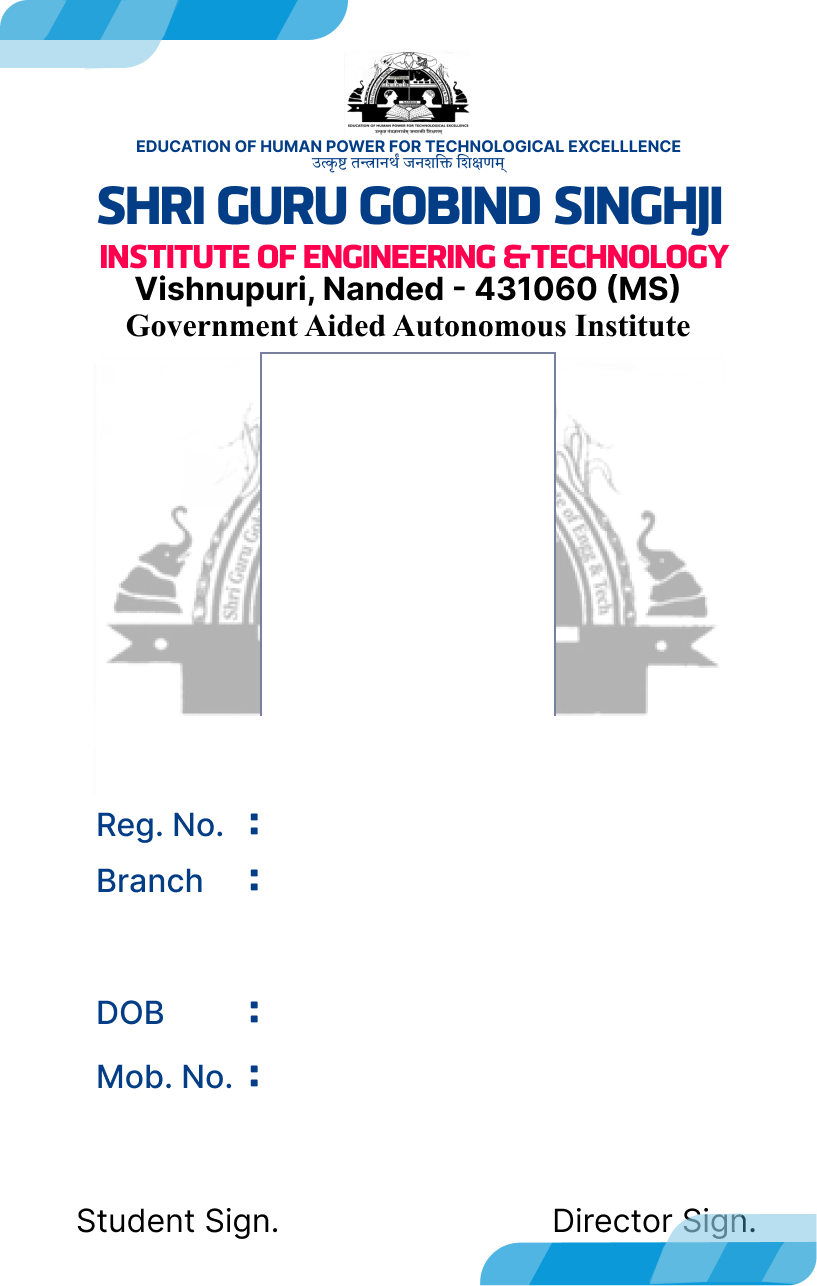 EDUCATION OF HUMAN POWER FOR TECHNOLOGICAL EXCELLENCE
उत्कृष्ट तन्त्रानर्थं जनशक्ति शिक्षणम्
EDUCATION OF HUMAN POWER FOR TECHNOLOGICAL EXCELLLENCE
उत्कृष्ट तन्त्रानर्थं जनशक्ति शिक्षणम्
SHRI GURU GOBIND SINGHJI
INSTITUTE OF ENGINEERING &TECHNOLOGY
Vishnupuri, Nanded - 431060 (MS)
Government Aided Autonomous Institute
Shri Guru Go
e of Engg & Tech
Reg. No. :
Branch :
DOB :
Mob. No. :
Student Sign. Director Sign.